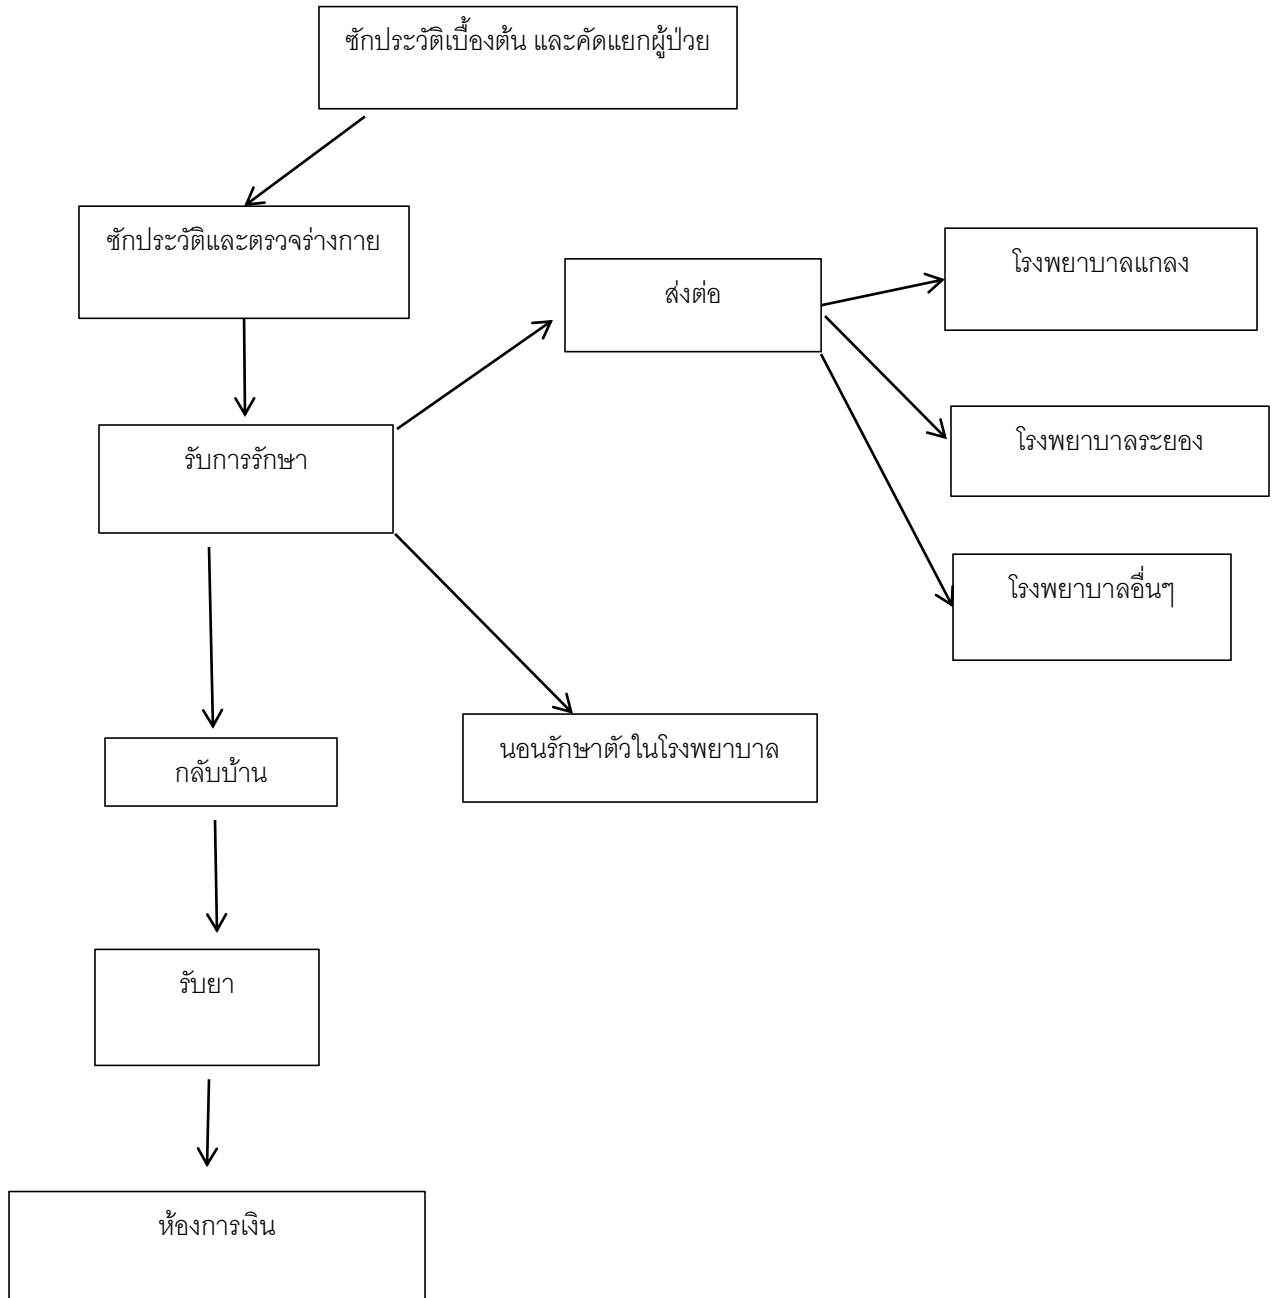 ซักประวัติเบื้องต้น และคัดแยกผู้ป่วย
ซักประวัติและตรวจร่างกาย
ส่งต่อ
โรงพยาบาลแกลง
รับการรักษา
โรงพยาบาลระยอง
โรงพยาบาลอื่นๆ
นอนรักษาตัวในโรงพยาบาล
กลับบ้าน
รับยา
ห้องการเงิน